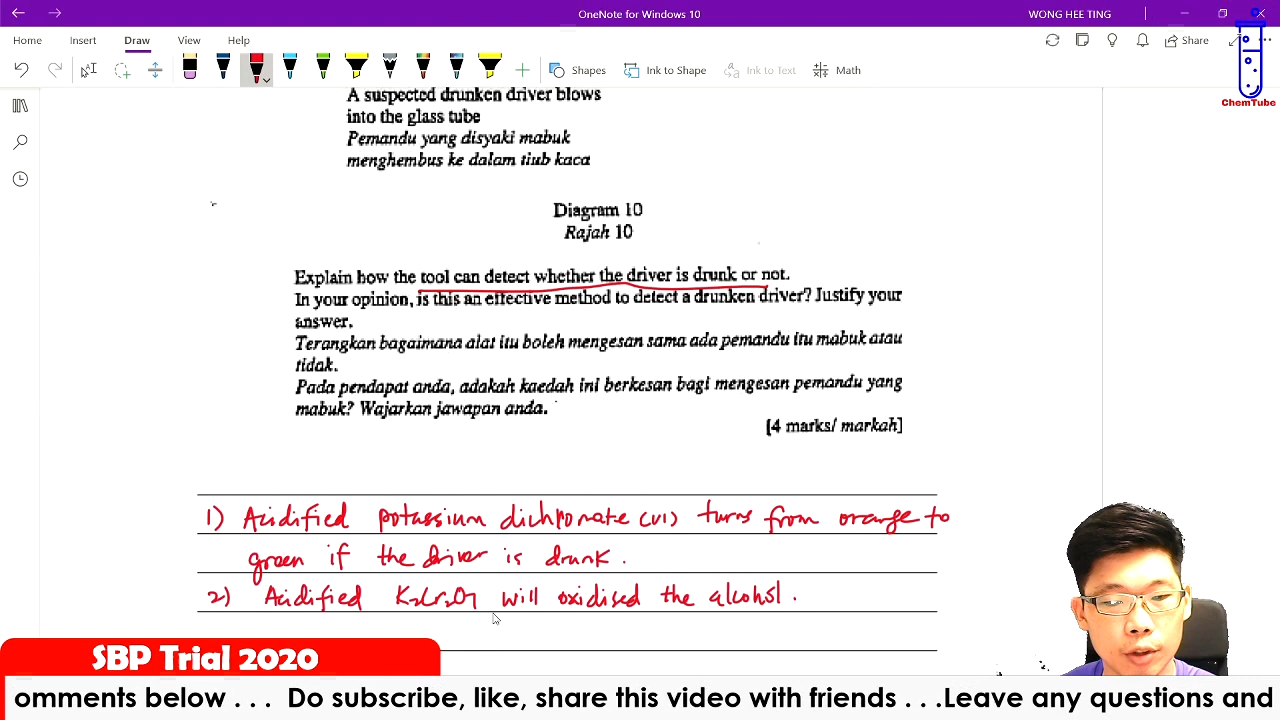 OneNote for Windows 10
WONG HEE TING
Home Insert Draw View Help
Share
Shapes Ink to Shape Ink to Text Math
ChemTube
A suspected drunken driver blows
into the glass tube
Pemandu yang disyaki mabuk
menghembus ke dalam tiub kaca
Diagram 10
Rajah 10
Explain how the tool can detect whether the driver is drunk or not.
In your opinion, is this an effective method to detect a drunken driver? Justify your
answer.
Terangkan bagaimana alat itu boleh mengesan sama ada pemandu itu mabuk atau
tidak.
Pada pendapat anda, adakah kaedah ini berkesan bagi mengesan pemandu yang
mabuk? Wajarkan jawapan anda.
[4 marks/ markah]
1) Acidified potassium dichromate (VI) turns from orange to
green if the driver is drunk.
2) Acidified K2Cr2O7 will oxidised the alcohol.
SBP Trial 2020
omments below . . . Do subscribe, like, share this video with friends . . .Leave any questions and